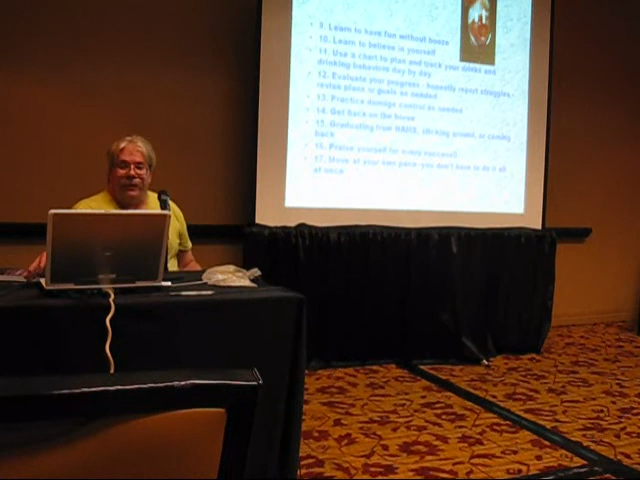 9. Learn to have fun without booze
10. Learn to believe in yourself
11. Use a chart to plan and track your drinks and
drinking behaviors day by day
12. Evaluate your progress - honestly report struggles -
revise plans or goals as needed
13. Practice damage control as needed
14. Get back on the horse
15. Graduating from HAMS, sticking around, or coming
back
16. Praise yourself for every success!!
17. Move at your own pace-you don't have to do it all
at once